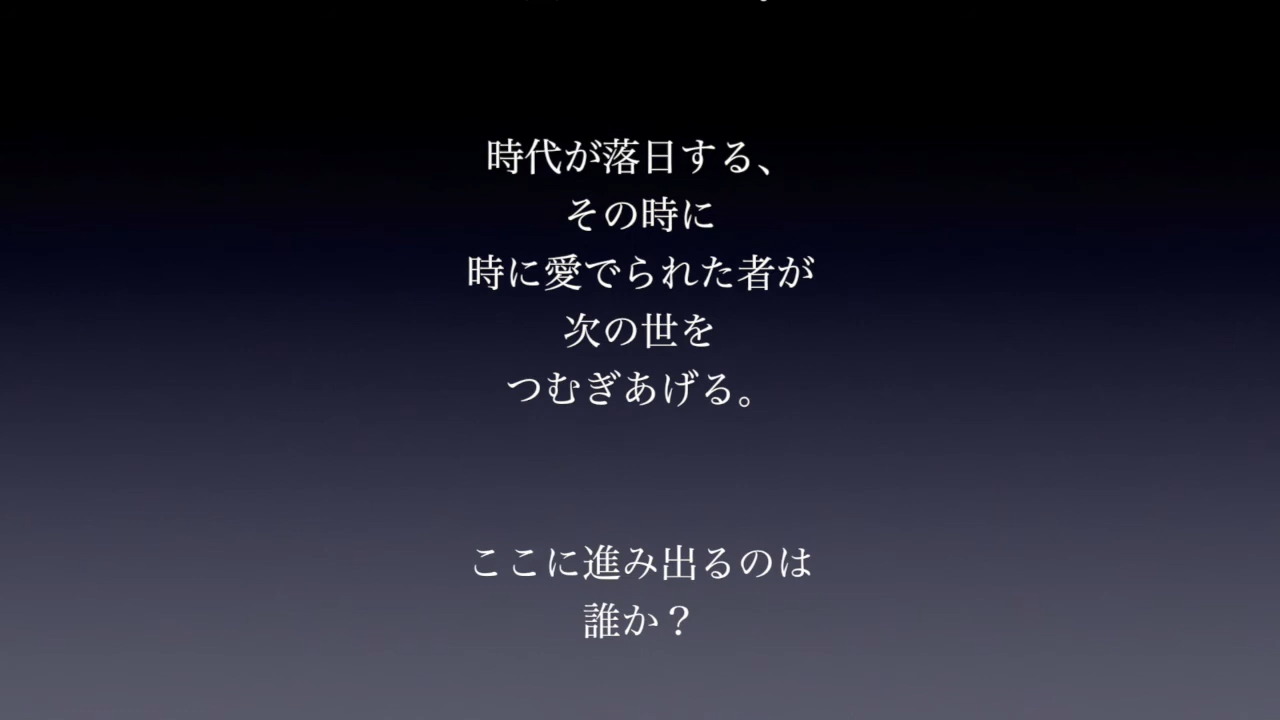 時代が落日する、
その時に
時に愛でられた者が
次の世を
つむぎあげる。
ここに進み出るのは
誰か？